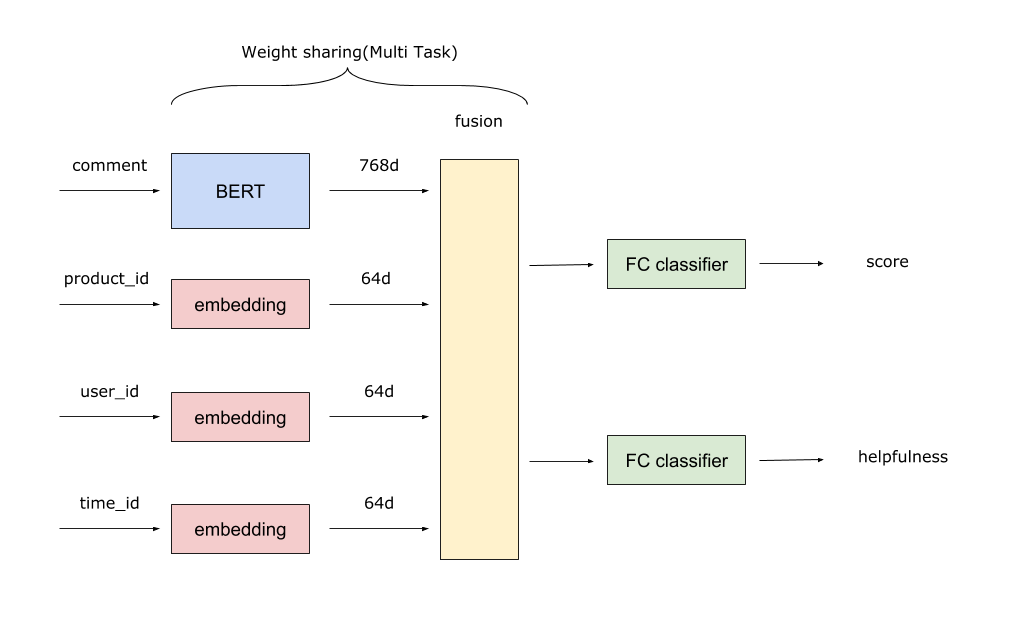 Weight sharing(Multi Task)
fusion
comment
BERT
768d
product_id
embedding
64d
FC classifier
score
user_id
embedding
64d
FC classifier
helpfulness
time_id
embedding
64d